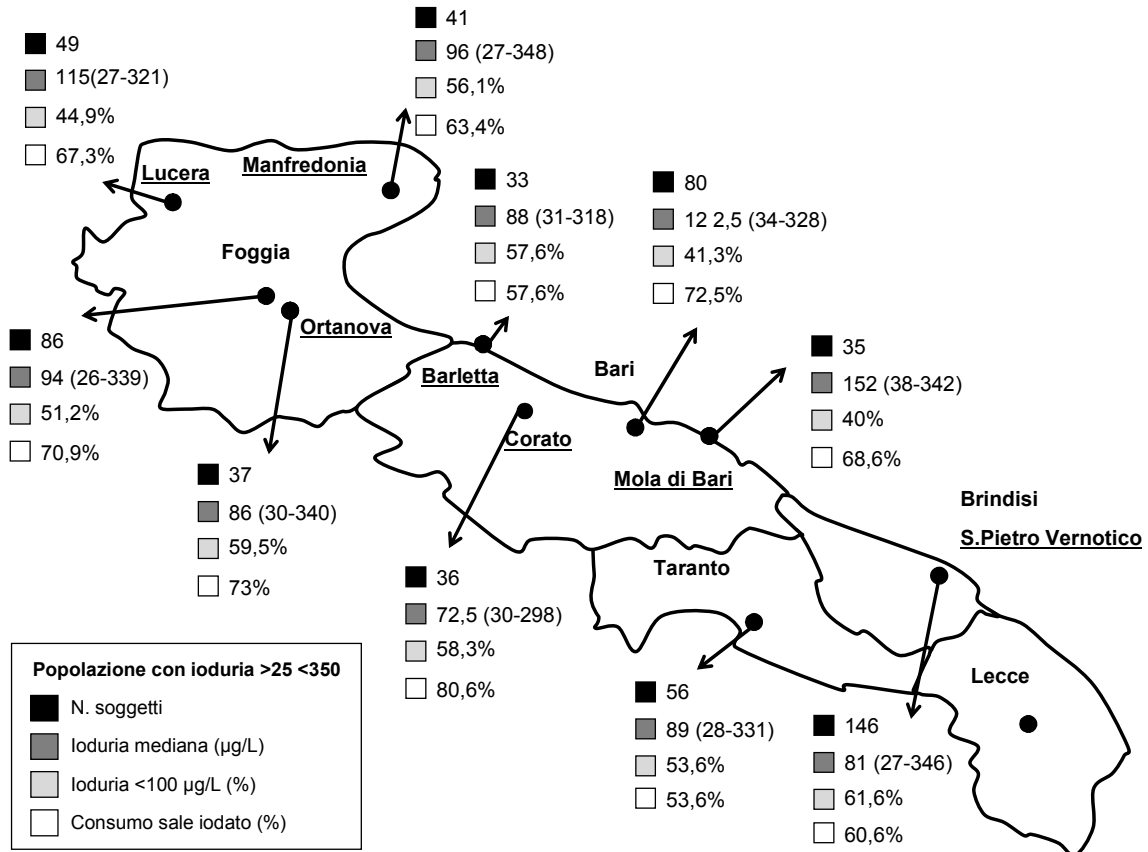 49
115(27-321)
44,9%
67,3%
41
96 (27-348)
56,1%
63,4%
Lucera
Manfredonia
33
88 (31-318)
57,6%
57,6%
80
12 2,5 (34-328)
41,3%
72,5%
Foggia
Ortanova
86
94 (26-339)
51,2%
70,9%
Barletta
Bari
35
152 (38-342)
40%
68,6%
Corato
Mola di Bari
37
86 (30-340)
59,5%
73%
Brindisi
S.Pietro Vernotico
Taranto
36
72,5 (30-298)
58,3%
80,6%
Lecce
56
89 (28-331)
53,6%
53,6%
146
81 (27-346)
61,6%
60,6%
Popolazione con ioduria >25 <350
N. soggetti
Ioduria mediana (µg/L)
Ioduria <100 µg/L (%)
Consumo sale iodato (%)